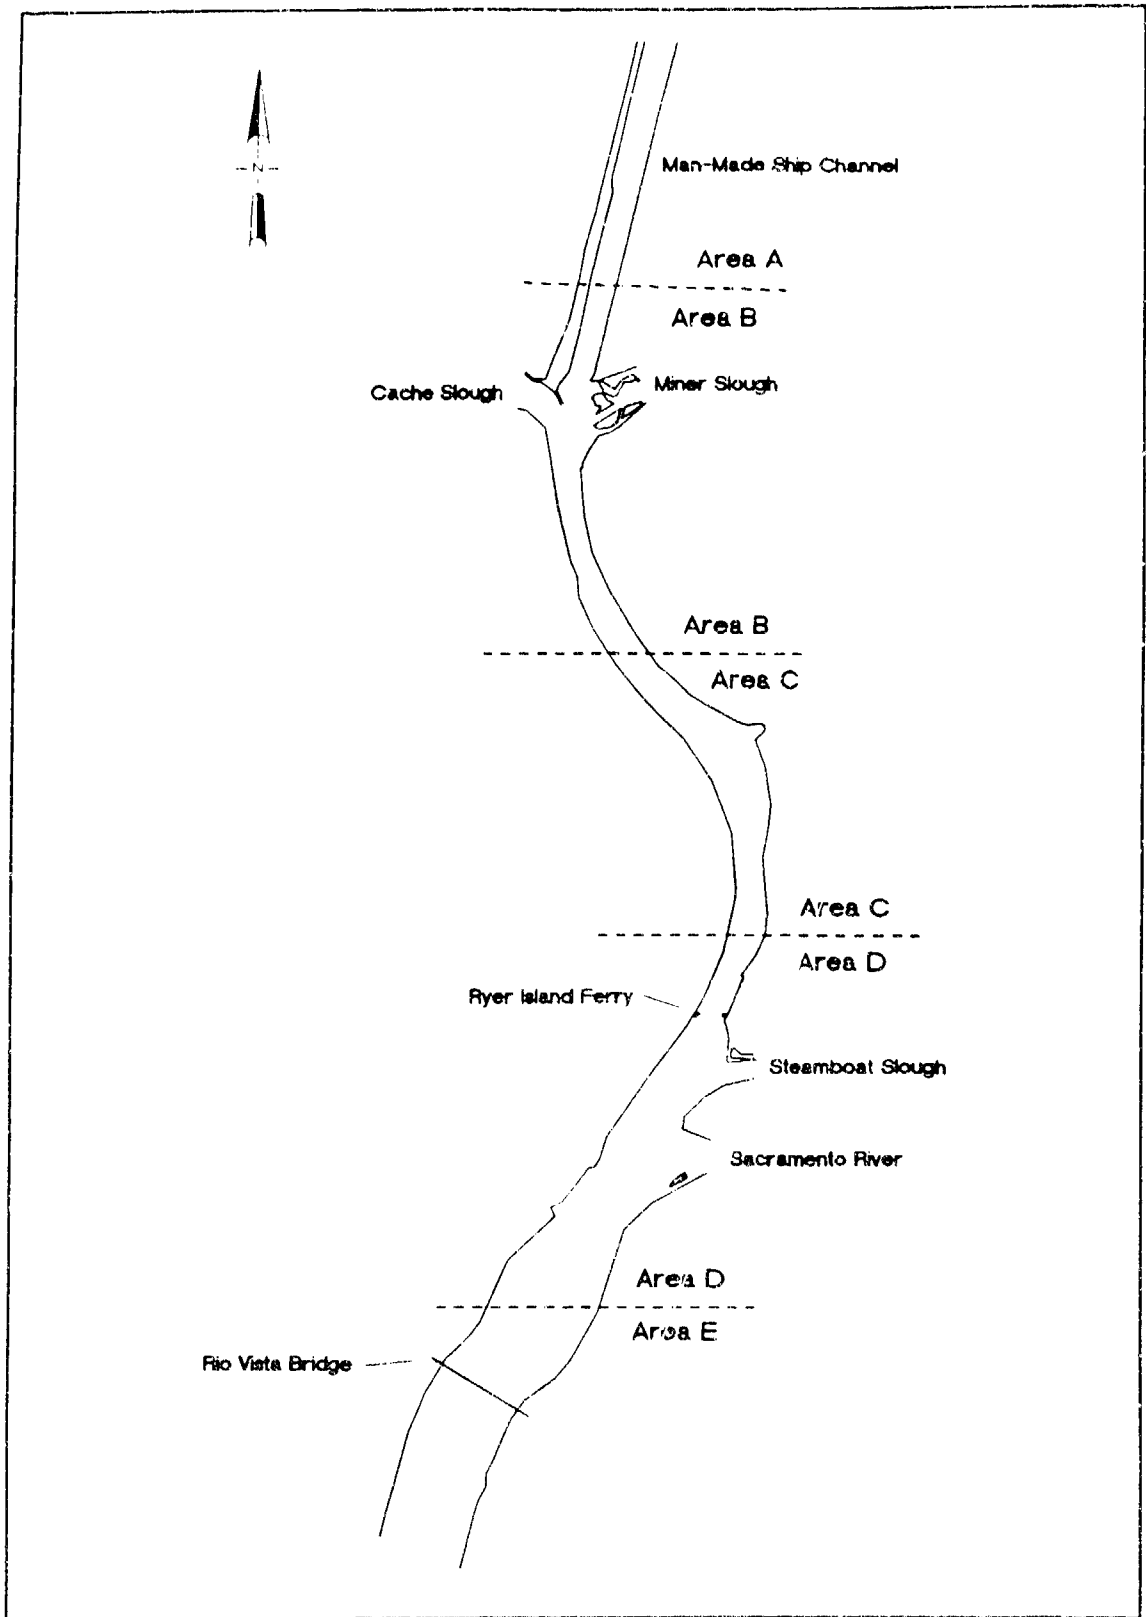 N
Man-Made Ship Channel
Area A
Area B
Cache Slough
Miner Slough
Area B
Area C
Area C
Area D
Ryer Island Ferry
Steamboat Slough
Sacramento River
Area D
Area E
Rio Vista Bridge